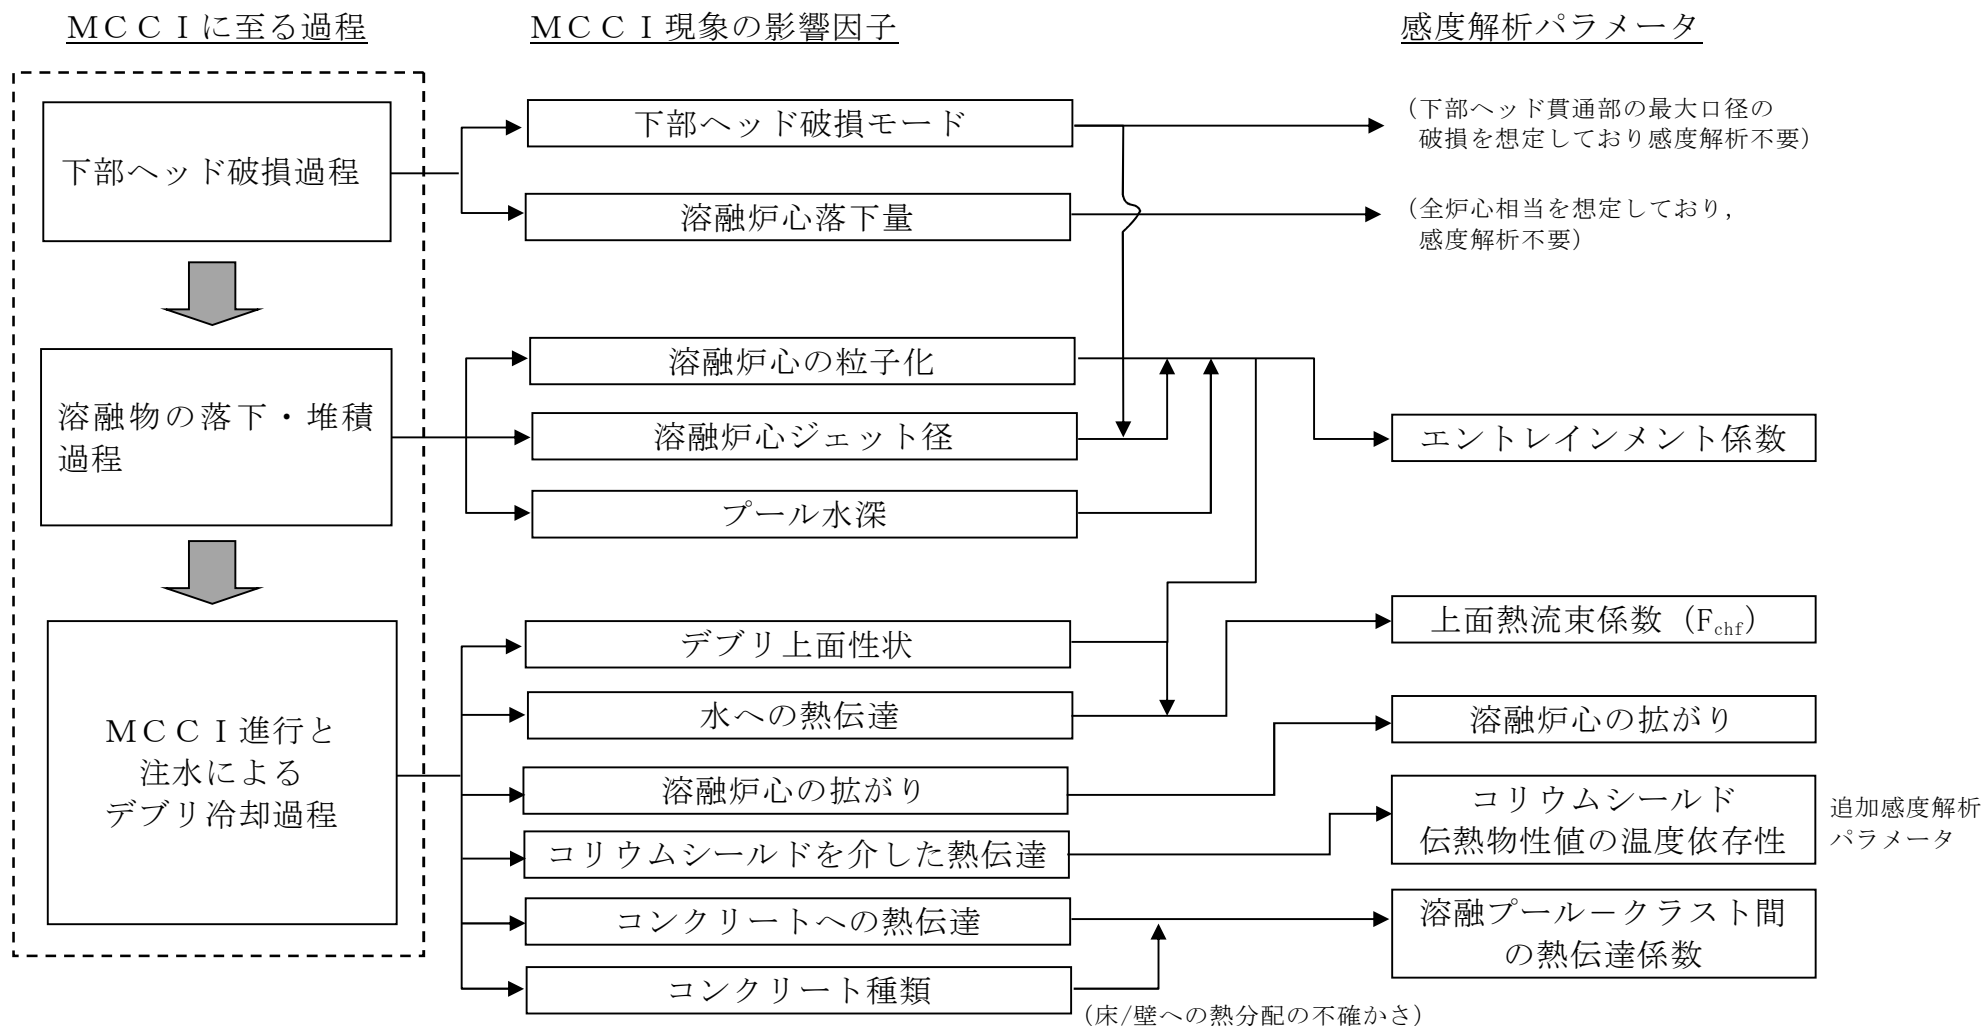 ＭＣＣＩに至る過程
ＭＣＣＩ現象の影響因子
感度解析パラメータ
下部ヘッド破損過程
溶融物の落下・堆積
過程
ＭＣＣＩ進行と
注水による
デブリ冷却過程
下部ヘッド破損モード
溶融炉心落下量
溶融炉心の粒子化
溶融炉心ジェット径
プール水深
デブリ上面性状
水への熱伝達
溶融炉心の拡がり
コリウムシールドを介した熱伝達
コンクリートへの熱伝達
コンクリート種類
（床/壁への熱分配の不確かさ）
（下部ヘッド貫通部の最大口径の
破損を想定しており感度解析不要）
（全炉心相当を想定しており，
感度解析不要）
エントレインメント係数
上面熱流束係数（Fchf）
溶融炉心の拡がり
コリウムシールド
伝熱物性値の温度依存性
追加感度解析
パラメータ
溶融プール－クラスト間
の熱伝達係数